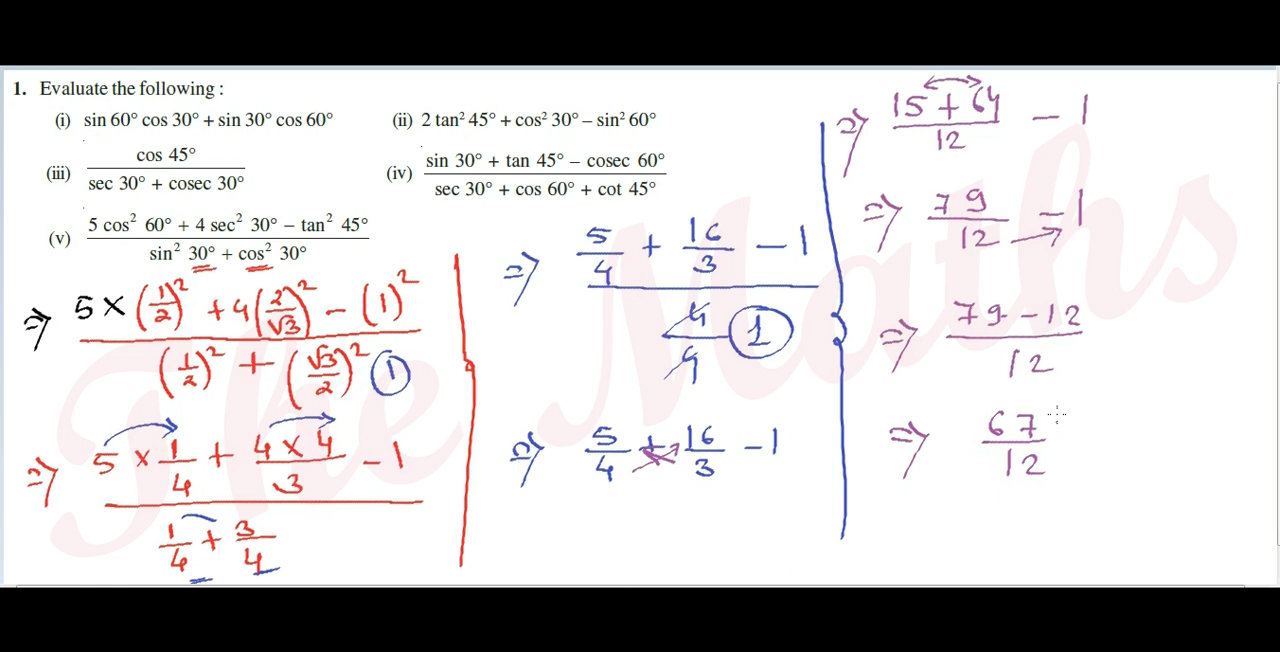 1. Evaluate the following :
(i) sin 60° cos 30° + sin 30° cos 60°
(ii) 2 tan² 45° + cos² 30° – sin² 60°
(iii) cos 45° / sec 30° + cosec 30°
(iv) sin 30° + tan 45° – cosec 60° / sec 30° + cos 60° + cot 45°
(v) 5 cos² 60° + 4 sec² 30° – tan² 45° / sin² 30° + cos² 30°
⇒ 5 × (1/2)² + 4(2/√3)² – (1)² / (1/2)² + (√3/2)² ①
⇒ 5 × 1/4 + 4 × 4/3 – 1 / 1/4 + 3/4
⇒ 5/4 + 16/3 – 1 / 4/4 ①
⇒ 5/4 + 16/3 – 1
⇒ 15 + 64/12 – 1
⇒ 79/12 – 1
⇒ 79 – 12/12
⇒ 67/12
The Maths